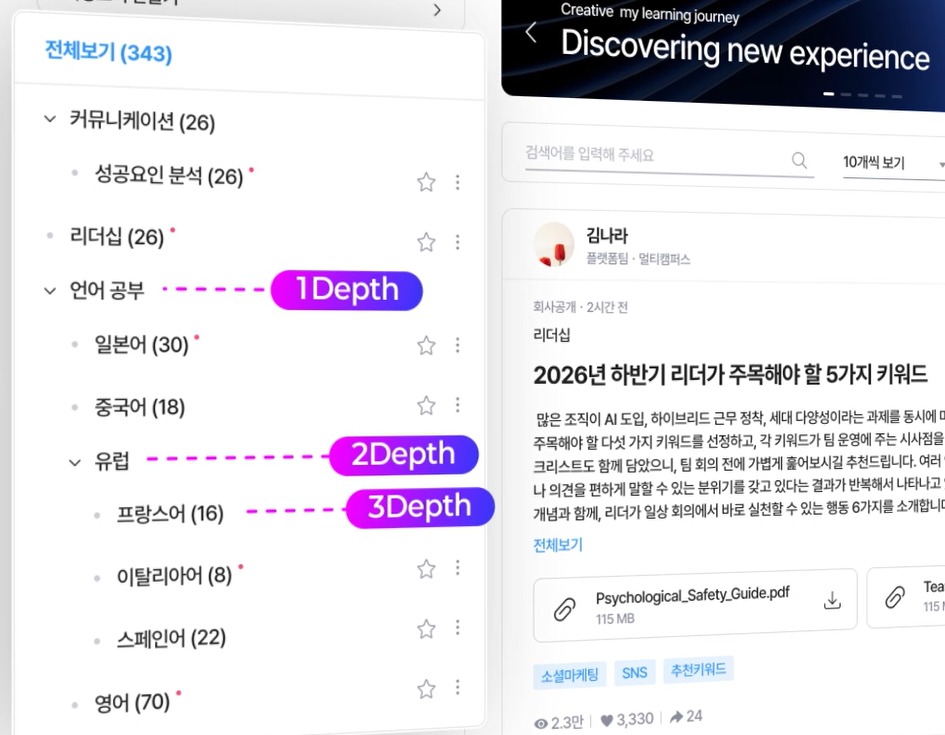 전체보기 (343)
커뮤니케이션 (26)
성공요인 분석 (26)
리더십 (26)
언어 공부
1Depth
일본어 (30)
중국어 (18)
유럽
2Depth
프랑스어 (16)
3Depth
이탈리아어 (8)
스페인어 (22)
영어 (70)
Creative my learning journey
Discovering new experience
검색어를 입력해 주세요
10개씩 보기
김나라
플랫폼팀 · 멀티캠퍼스
회사공개 · 2시간 전
리더십
2026년 하반기 리더가 주목해야 할 5가지 키워드
많은 조직이 AI 도입, 하이브리드 근무 정착, 세대 다양성이라는 과제를 동시에
주목해야 할 다섯 가지 키워드를 선정하고, 각 키워드가 팀 운영에 주는 시사점을
크리스트도 함께 담았으니, 팀 회의 전에 가볍게 훑어보시길 추천드립니다. 여러
나 의견을 편하게 말할 수 있는 분위기를 갖고 있다는 결과가 반복해서 나타나고
개념과 함께, 리더가 일상 회의에서 바로 실천할 수 있는 행동 6가지를 소개합니다
전체보기
Psychological_Safety_Guide.pdf
115 MB
Tea
115
소셜마케팅
SNS
추천키워드
2.3만
3,330
24